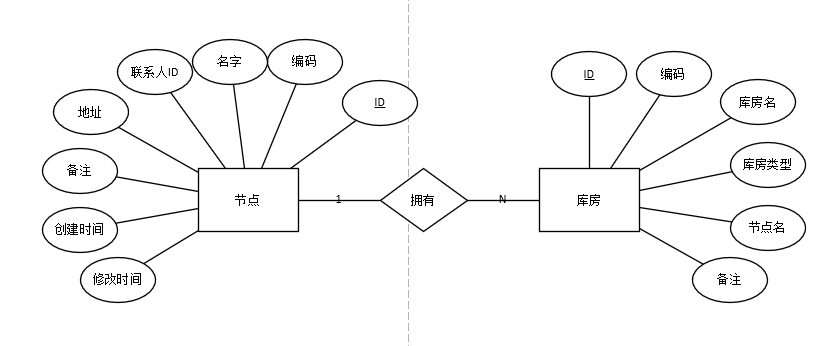 联系人ID
名字
编码
ID
地址
备注
创建时间
修改时间
节点
1
拥有
N
库房
ID
编码
库房名
库房类型
节点名
备注